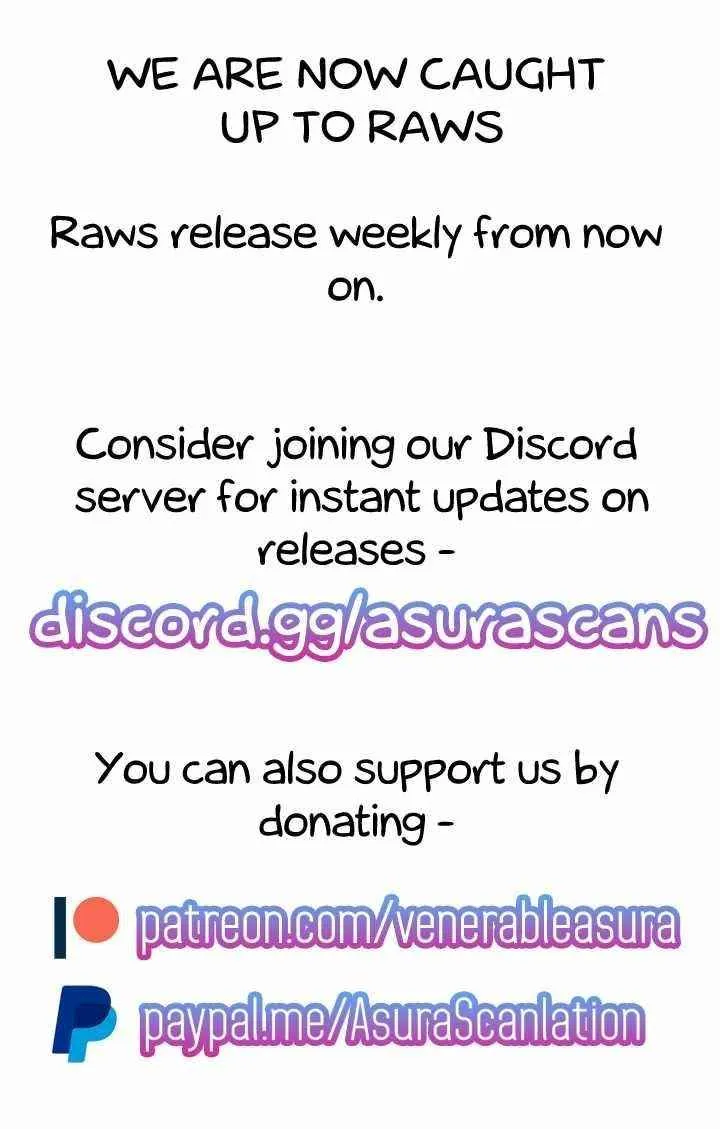 WE ARE NOW CAUGHT
UP TO RAWS
Raws release weekly from now
on.
Consider joining our Discord
server for instant updates on
releases -
discord.gg/asurascans
You can also support us by
donating -
patreon.com/venerableasura
paypal.me/AsuraScanlation